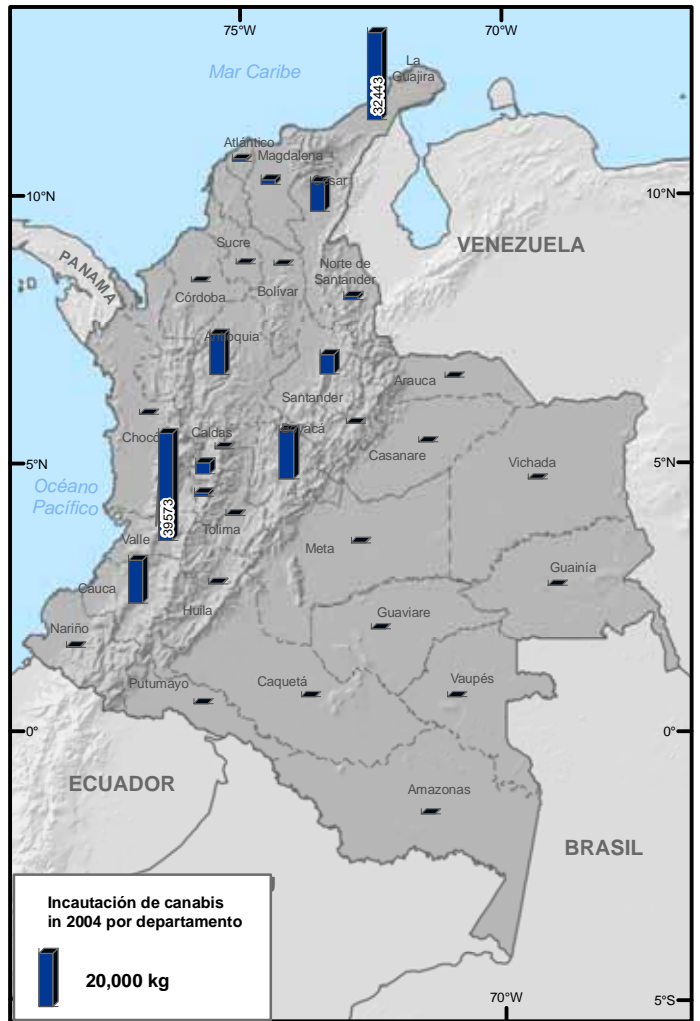 75°W
70°W
La
Guajira
Mar Caribe
32443
Atlántico
Magdalena
10°N
10°N
VENEZUELA
Sucre
Norte de
Santander
PANAMA
Córdoba
Bolívar
Antioquia
Santander
Arauca
Chocó
Caldas
Boyacá
Casanare
5°N
5°N
Vichada
Océano
Pacífico
39573
Tolima
Valle
Meta
Guainía
Cauca
Huila
Guaviare
Nariño
Putumayo
Caquetá
Vaupés
0°
0°
ECUADOR
Amazonas
BRASIL
Incautación de canabis
in 2004 por departamento
20,000 kg
70°W
5°S